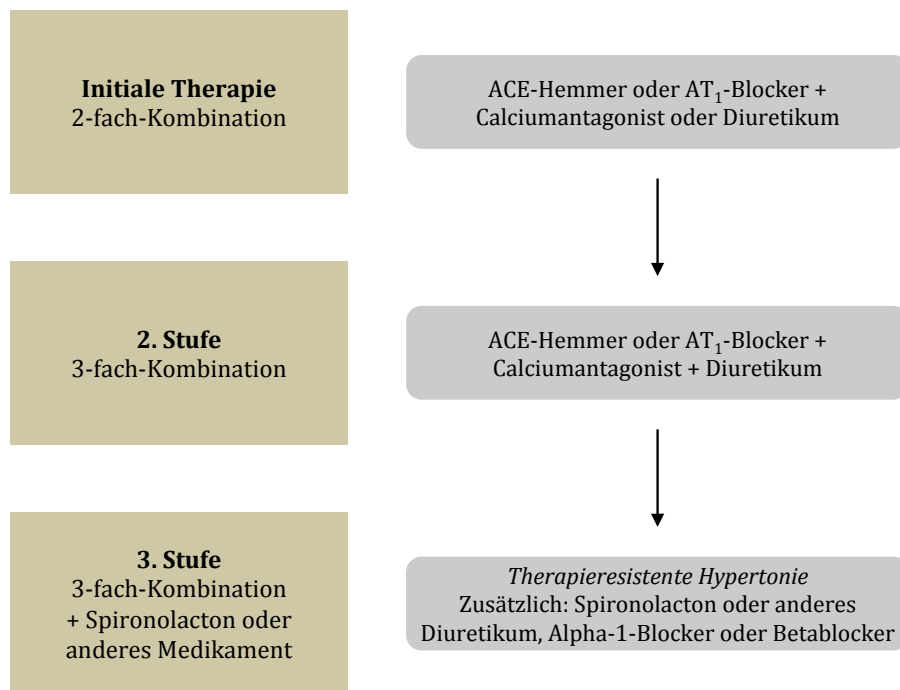 Initiale Therapie
2-fach-Kombination
ACE-Hemmer oder AT₁-Blocker +
Calciumantagonist oder Diuretikum
2. Stufe
3-fach-Kombination
ACE-Hemmer oder AT₁-Blocker +
Calciumantagonist + Diuretikum
3. Stufe
3-fach-Kombination
+ Spironolacton oder
anderes Medikament
Therapieresistente Hypertonie
Zusätzlich: Spironolacton oder anderes
Diuretikum, Alpha-1-Blocker oder Betablocker